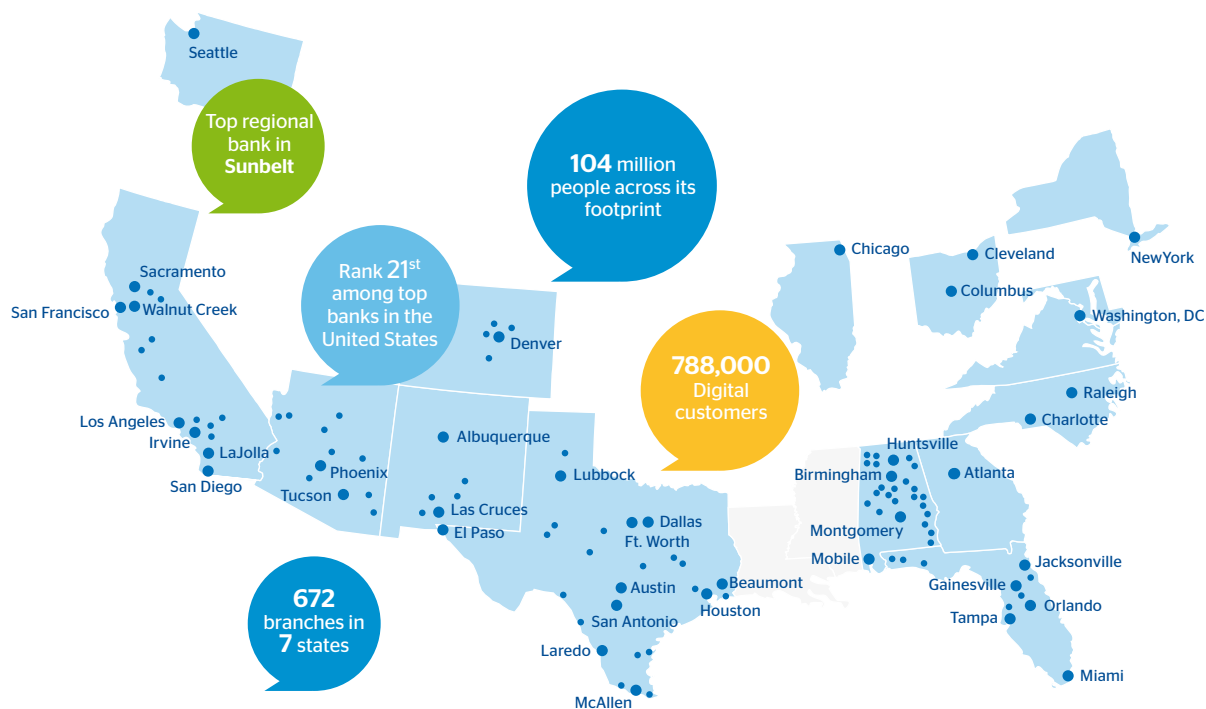 Seattle
Top regional
bank in
Sunbelt
104 million
people across its
footprint
Rank 21st
among top
banks in the
United States
788,000
Digital
customers
672
branches in
7 states
Sacramento
San Francisco
Walnut Creek
Los Angeles
Irvine
LaJolla
San Diego
Phoenix
Tucson
Denver
Albuquerque
Las Cruces
El Paso
Lubbock
Dallas
Ft. Worth
Austin
San Antonio
Beaumont
Houston
Laredo
McAllen
Chicago
Cleveland
Columbus
NewYork
Washington, DC
Raleigh
Charlotte
Huntsville
Birmingham
Montgomery
Mobile
Atlanta
Jacksonville
Gainesville
Orlando
Tampa
Miami